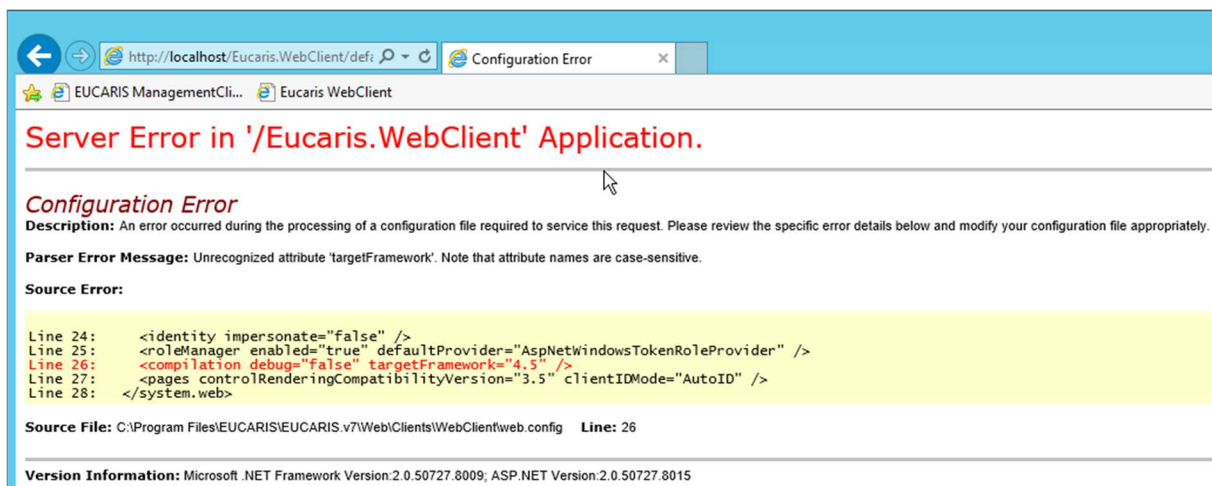 http://localhost/Eucaris.WebClient/defa
Configuration Error
EUCARIS ManagementCli... Eucaris WebClient
Server Error in '/Eucaris.WebClient' Application.
Configuration Error
Description: An error occurred during the processing of a configuration file required to service this request. Please review the specific error details below and modify your configuration file appropriately.
Parser Error Message: Unrecognized attribute 'targetFramework'. Note that attribute names are case-sensitive.
Source Error:
Line 24: <identity impersonate="false" />
Line 25: <roleManager enabled="true" defaultProvider="AspNetWindowsTokenRoleProvider" />
Line 26: <compilation debug="false" targetFramework="4.5" />
Line 27: <pages controlRenderingCompatibilityVersion="3.5" clientIDMode="AutoID" />
Line 28: </system.web>
Source File: C:\Program Files\EUCARIS\EUCARIS.v7\Web\Clients\WebClient\web.config Line: 26
Version Information: Microsoft .NET Framework Version:2.0.50727.8009; ASP.NET Version:2.0.50727.8015